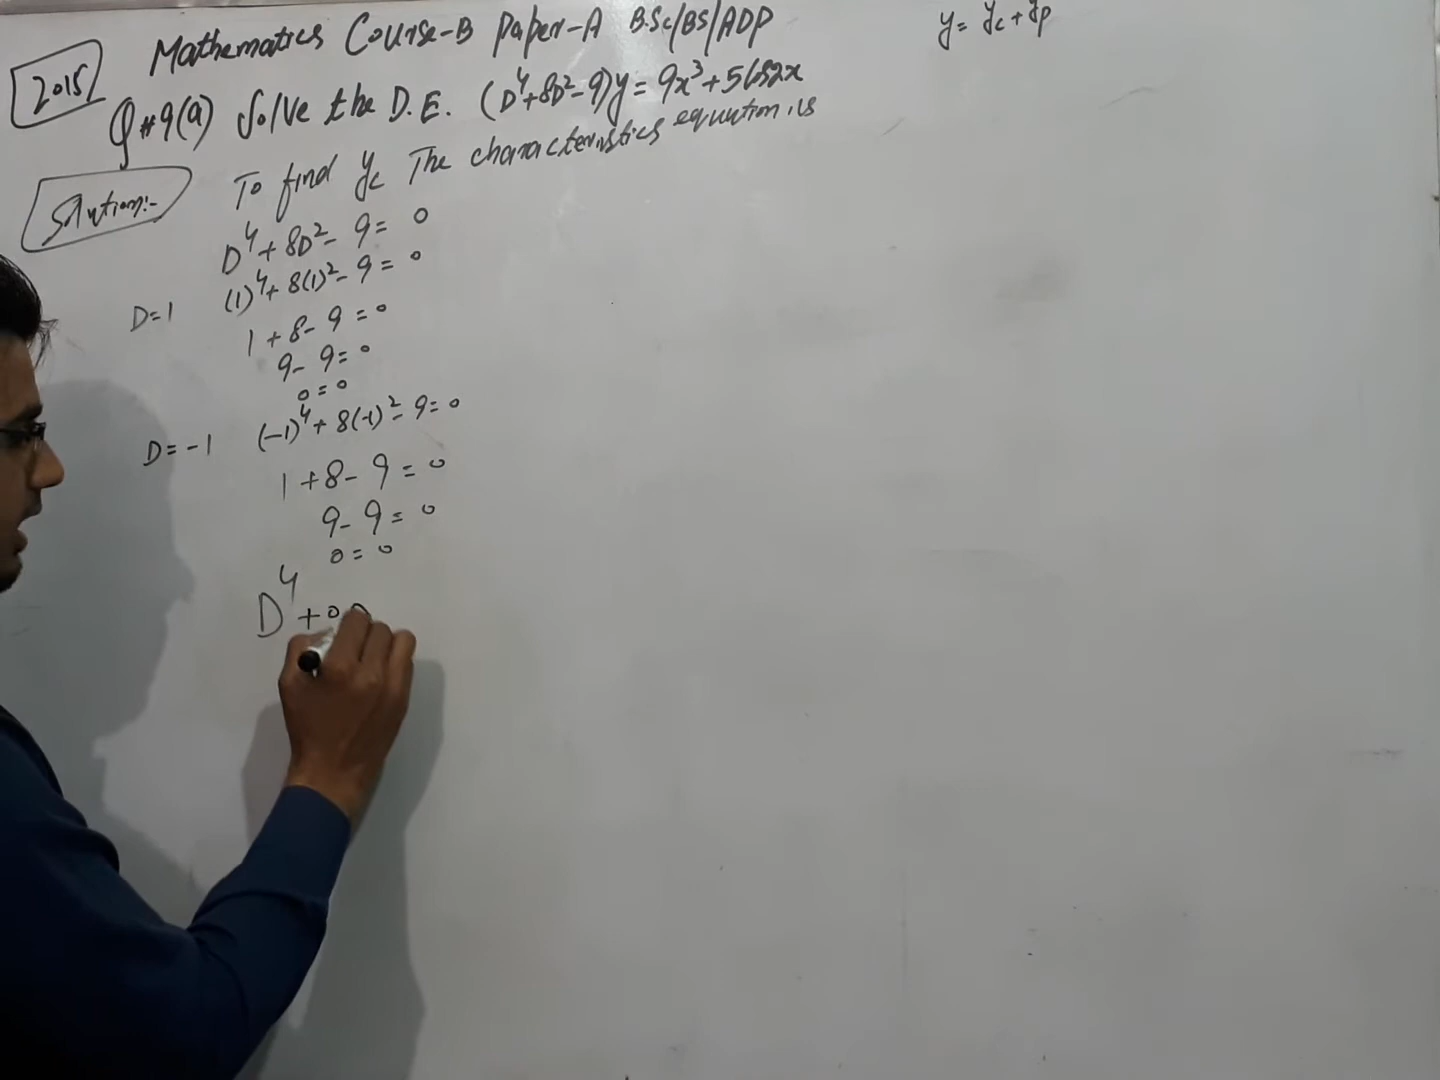 2015
Mathematics Course-B Paper-A B.Sc/BS/ADP
y = yc + yp
Q#9(a) Solve the D.E. (D⁴+8D²-9)y = 9x³+5cos2x
Solution:-
To find yc The characteristics equation is
D⁴+8D²-9=0
D=1 (1)⁴+8(1)²-9=0
1+8-9=0
9-9=0
0=0
D=-1 (-1)⁴+8(-1)²-9=0
1+8-9=0
9-9=0
0=0
D⁴+0